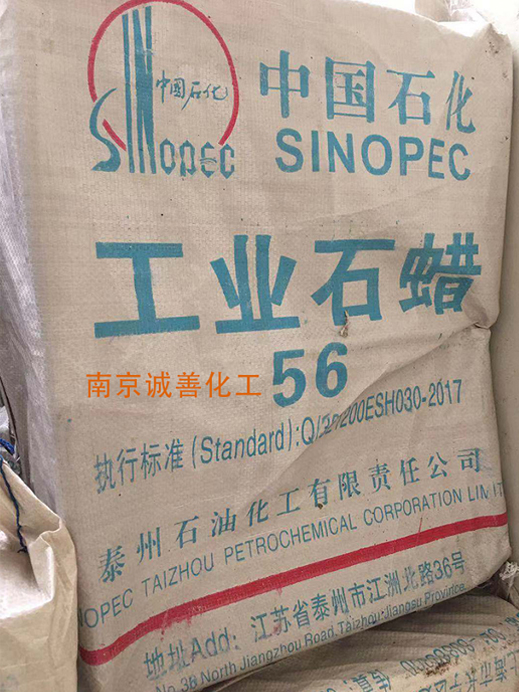 中国石化
SINOPEC
中国石化
SINOPEC
工业石蜡
南京诚善化工
56
执行标准(Standard):Q/321200ESH030-2017
泰州石油化工有限责任公司
INOPEC TAIZHOU PETROCHEMICAL CORPORATION LIMIT
地址Add: 江苏省泰州市江洲北路36号
No.36 North Jiangzhou Road,Taizhou,Jiangsu Province